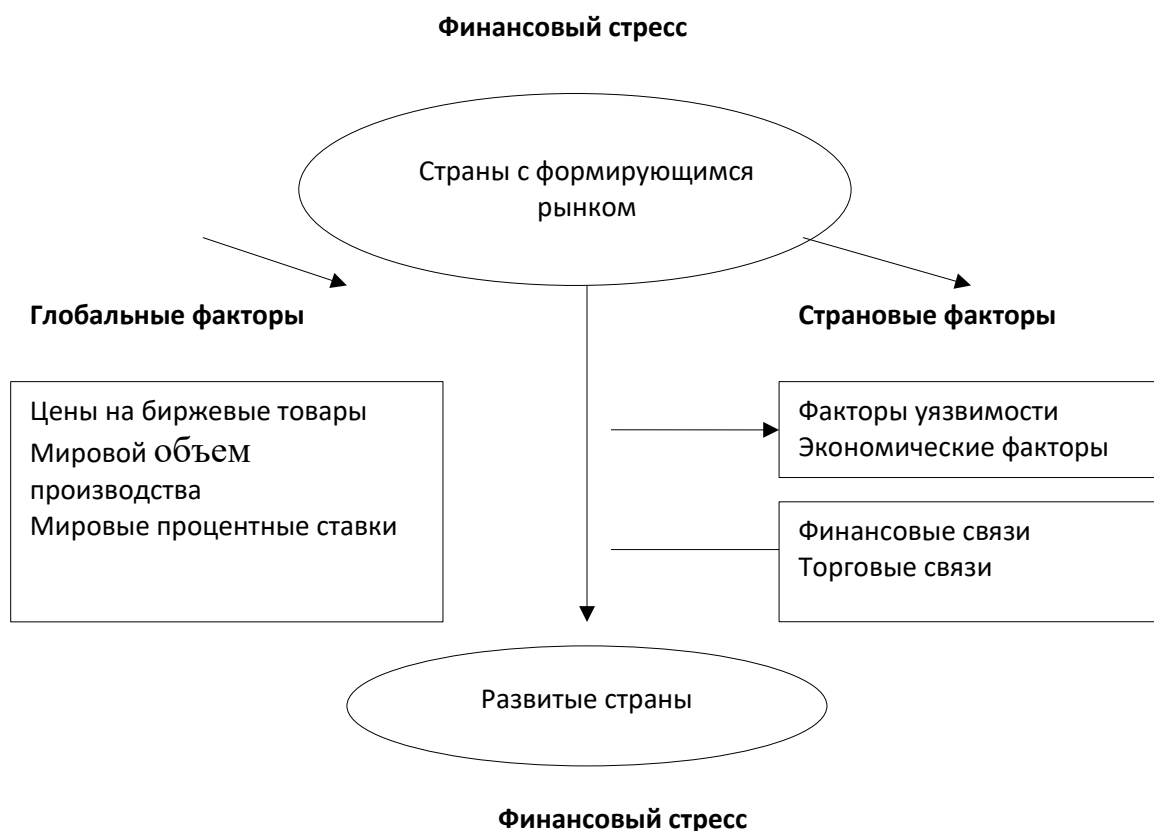 Финансовый стресс
Страны с формирующимся
рынком
Глобальные факторы
Страновые факторы
Цены на биржевые товары
Мировой объем
производства
Мировые процентные ставки
Факторы уязвимости
Экономические факторы
Финансовые связи
Торговые связи
Развитые страны
Финансовый стресс